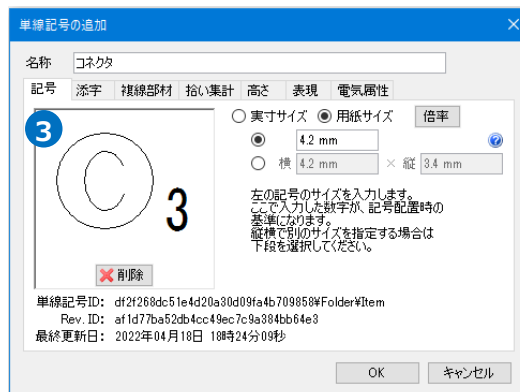 単線記号の追加
名称 コネクタ
記号 添字 複線部材 拾い集計 高さ 表現 電気属性
3
実寸サイズ 用紙サイズ 倍率
4.2 mm
横 4.2 mm × 縦 3.4 mm
C 3
左の記号のサイズを入力します。
ここで入力した数字が、記号配置時の
基準になります。
縦横で別のサイズを指定する場合は
下段を選択してください。
削除
単線記号ID: df2f268dc51e4d20a30d09fa4b709858¥Folder¥Item
Rev. ID: af1d77ba52db4cc49ec7c9a384bb64e3
最終更新日: 2022年04月18日 18時24分09秒
OK キャンセル